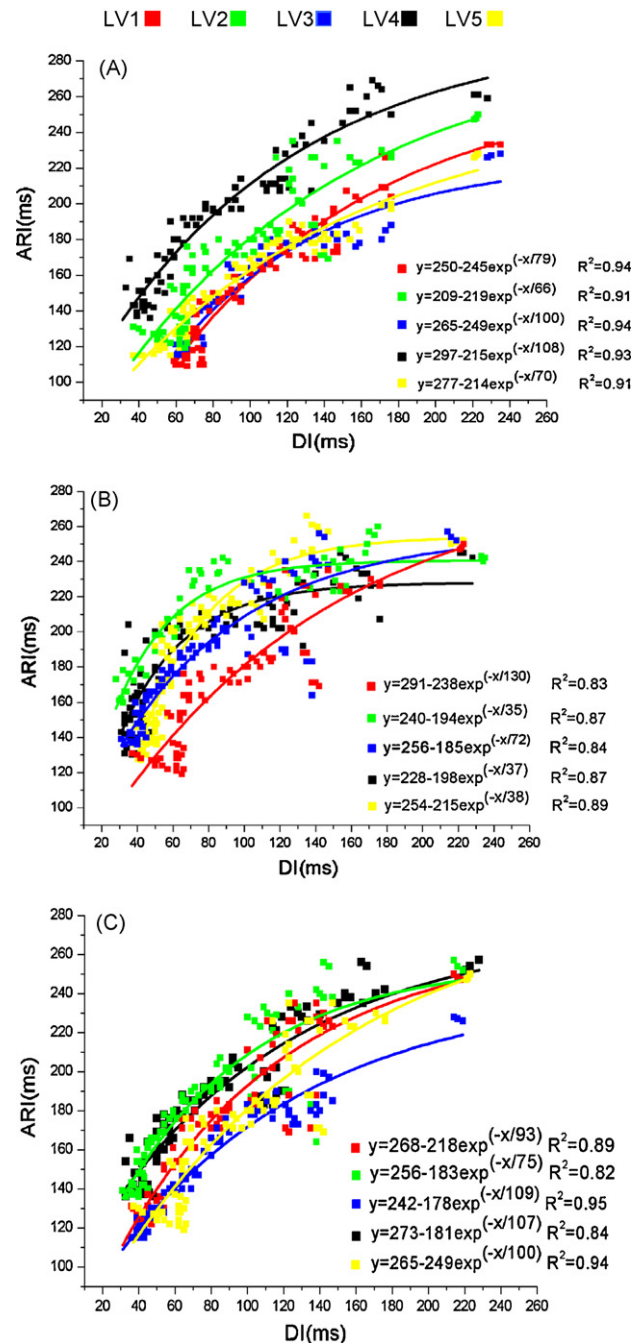 LV1 LV2 LV3 LV4 LV5
(A)
280
260
240
220
200
180
160
140
120
100
ARI(ms)
y=250-245exp(-x/79) R²=0.94
y=209-219exp(-x/66) R²=0.91
y=265-249exp(-x/100) R²=0.94
y=297-215exp(-x/108) R²=0.93
y=277-214exp(-x/70) R²=0.91
20 40 60 80 100 120 140 160 180 200 220 240 260
DI(ms)
(B)
280
260
240
220
200
180
160
140
120
100
ARI(ms)
y=291-238exp(-x/130) R²=0.83
y=240-194exp(-x/35) R²=0.87
y=256-185exp(-x/72) R²=0.84
y=228-198exp(-x/37) R²=0.87
y=254-215exp(-x/38) R²=0.89
20 40 60 80 100 120 140 160 180 200 220 240 260
DI(ms)
(C)
280
260
240
220
200
180
160
140
120
100
ARI(ms)
y=268-218exp(-x/93) R²=0.89
y=256-183exp(-x/75) R²=0.82
y=242-178exp(-x/109) R²=0.95
y=273-181exp(-x/107) R²=0.84
y=265-249exp(-x/100) R²=0.94
20 40 60 80 100 120 140 160 180 200 220 240 260
DI(ms)